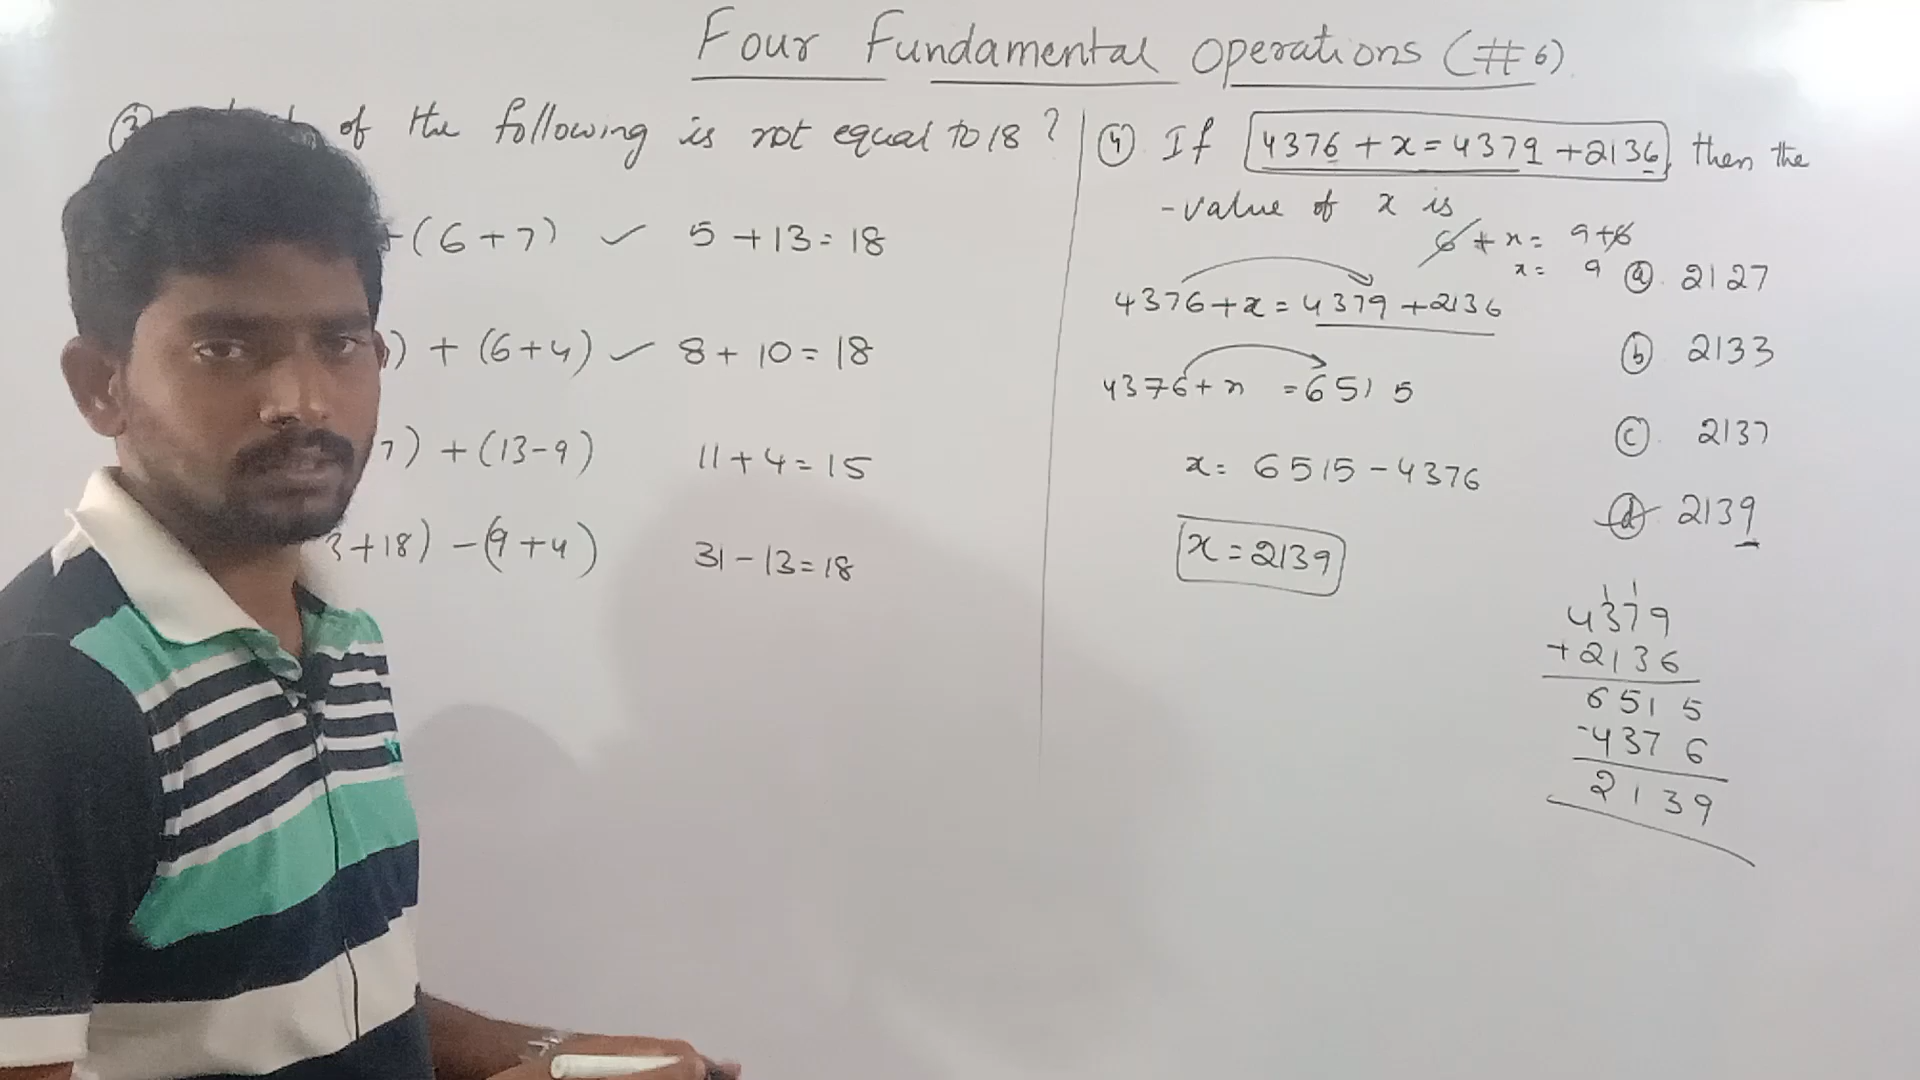 Four Fundamental Operations (#6)
of the following is not equal to 18 ?
+(6+7) ✓ 5 + 13 = 18
) + (6+4) ✓ 8 + 10 = 18
7) + (13-9) 11 + 4 = 15
3+18) - (9+4) 31 - 13 = 18
④ If 4376 + x = 4379 + 2136, then the
-value of x is
6 + x = 9+6
x = 9
4376 + x = 4379 + 2136
4376 + x = 6515
x = 6515 - 4376
x = 2139
ⓐ 2127
ⓑ 2133
ⓒ 2137
ⓓ 2139
1 1
4379
+ 2136
6515
- 4376
2139